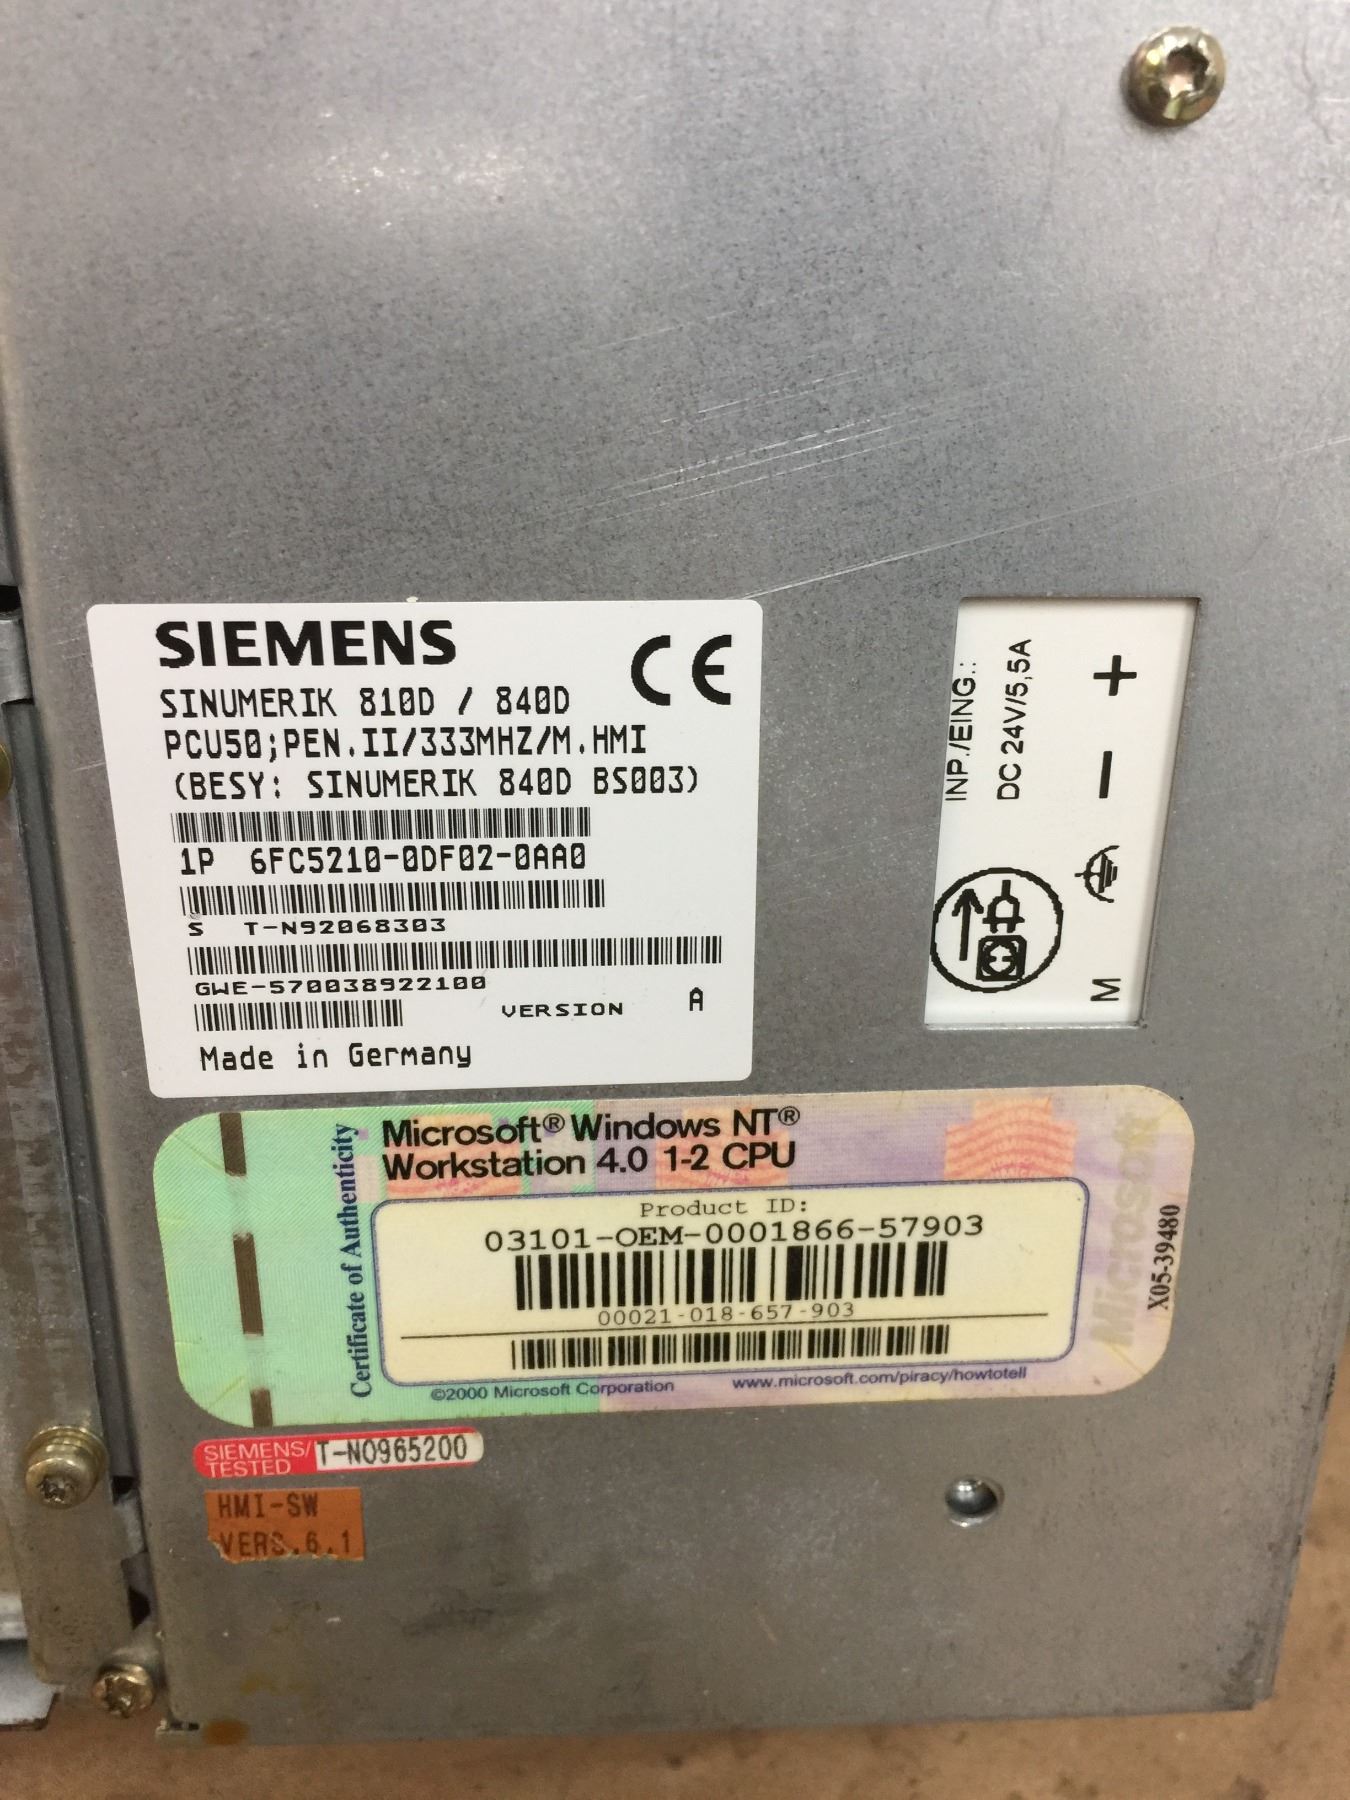 SIEMENS
CE
SINUMERIK 810D / 840D
PCU50;PEN.II/333MHZ/M.HMI
(BESY: SINUMERIK 840D BS003)
1P 6FC5210-0DF02-0AA0
S T-N92068303
GWE-570038922100
VERSION A
Made in Germany
INP./EING.:
DC 24V/5,5A
+
−
M
Certificate of Authenticity
Microsoft® Windows NT®
Workstation 4.0 1-2 CPU
Product ID:
03101-OEM-0001866-57903
00021-018-657-903
©2000 Microsoft Corporation www.microsoft.com/piracy/howtotell
Microsoft
X05-39480
SIEMENS/
TESTED
T-N0965200
HMI-SW
VERS.6.1